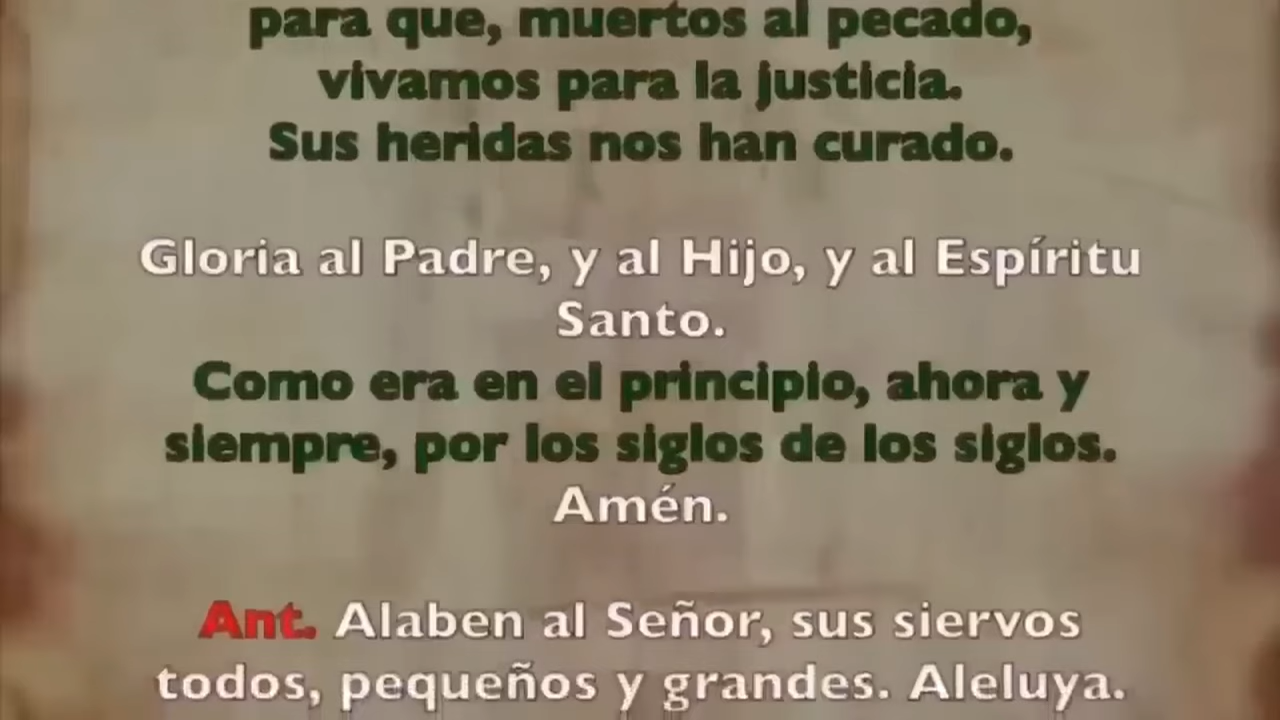 para que, muertos al pecado,
vivamos para la justicia.
Sus heridas nos han curado.
Gloria al Padre, y al Hijo, y al Espíritu
Santo.
Como era en el principio, ahora y
siempre, por los siglos de los siglos.
Amén.
Ant. Alaben al Señor, sus siervos
todos, pequeños y grandes. Aleluya.